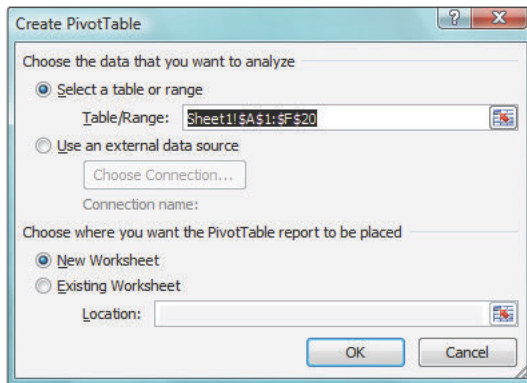 Create PivotTable
Choose the data that you want to analyze
Select a table or range
Table/Range: Sheet1!$A$1:$F$20
Use an external data source
Choose Connection...
Connection name:
Choose where you want the PivotTable report to be placed
New Worksheet
Existing Worksheet
Location:
OK Cancel